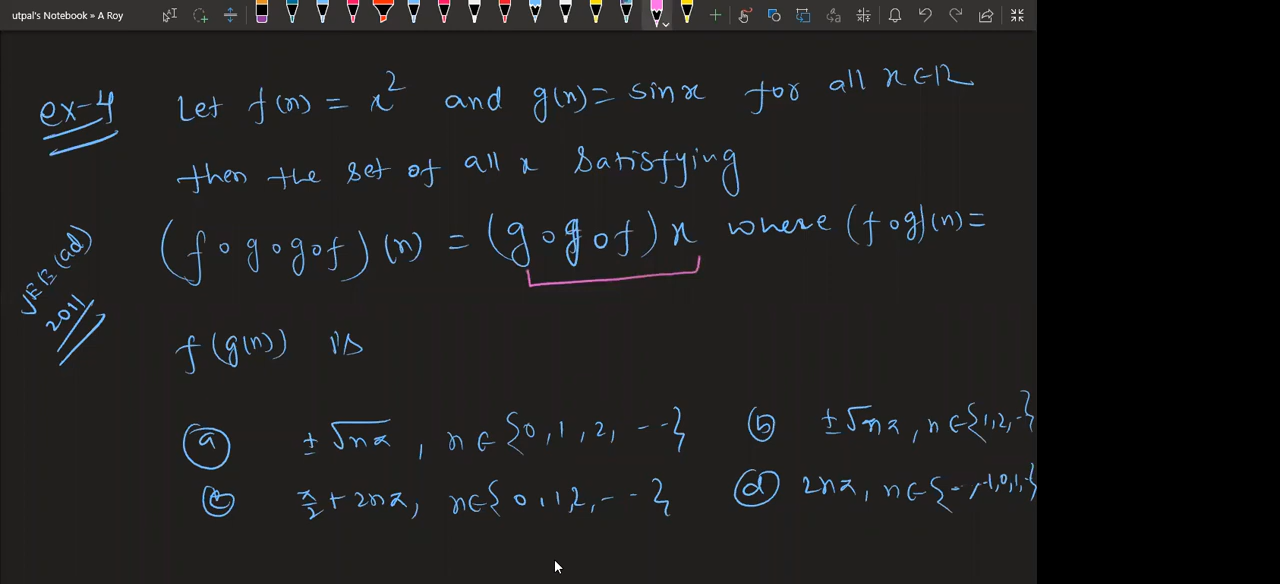 utpal's Notebook » A Roy
ex-4 Let f(n) = x² and g(n) = sin x for all x ∈ R
then the set of all x satisfying
(f o g o g o f) (n) = (g o g o f) x where (f o g)(n) =
JEE (ad)
2011
f(g(n)) is
(a) ± √nπ , n ∈ {0, 1, 2, - -} (b) ± √nπ , n ∈ {1, 2, -}
(c) π/2 + 2nπ, n ∈ {0, 1, 2, - - -} (d) 2nπ, n ∈ {- -, -1, 0, 1, -}